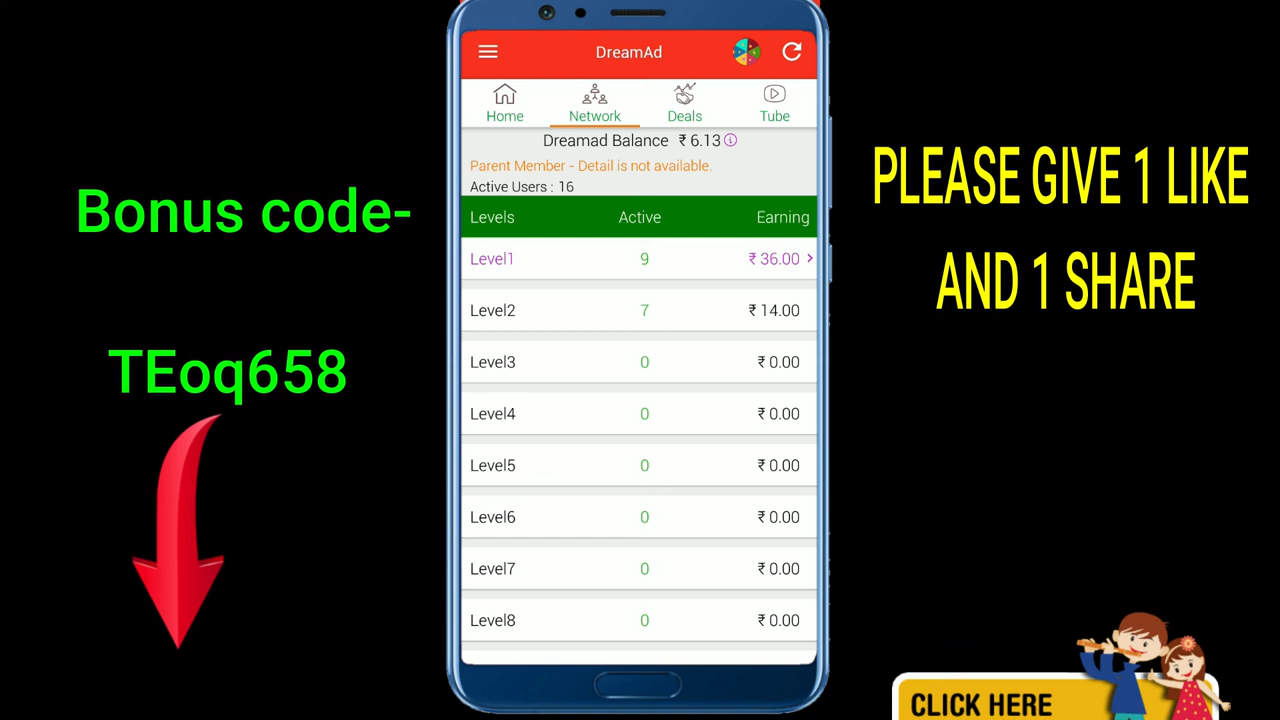 Bonus code-
TEoq658
DreamAd
Home Network Deals Tube
Dreamad Balance ₹ 6.13
Parent Member - Detail is not available.
Active Users : 16
Levels Active Earning
Level1 9 ₹ 36.00 >
Level2 7 ₹ 14.00
Level3 0 ₹ 0.00
Level4 0 ₹ 0.00
Level5 0 ₹ 0.00
Level6 0 ₹ 0.00
Level7 0 ₹ 0.00
Level8 0 ₹ 0.00
PLEASE GIVE 1 LIKE
AND 1 SHARE
CLICK HERE